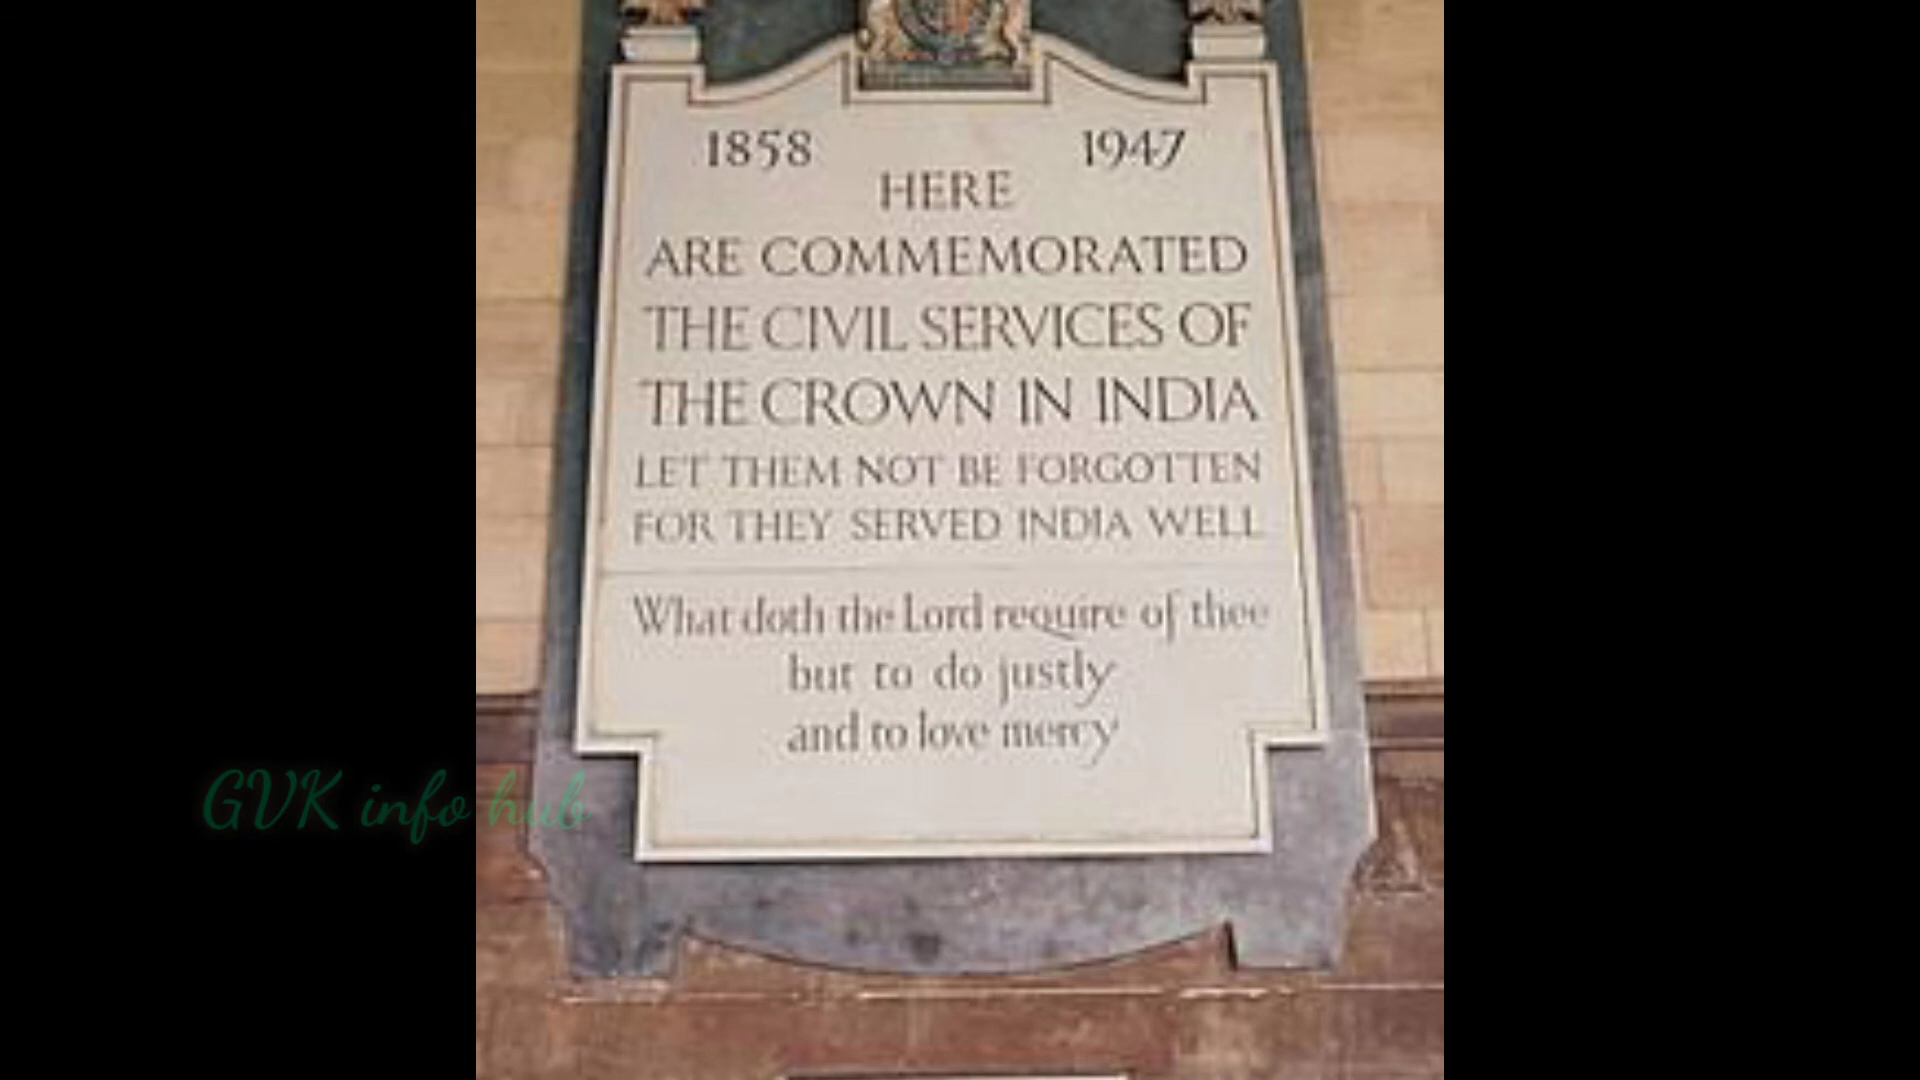 1858 1947
HERE
ARE COMMEMORATED
THE CIVIL SERVICES OF
THE CROWN IN INDIA
LET THEM NOT BE FORGOTTEN
FOR THEY SERVED INDIA WELL
What doth the Lord require of thee
but to do justly
and to love mercy
GVK info hub